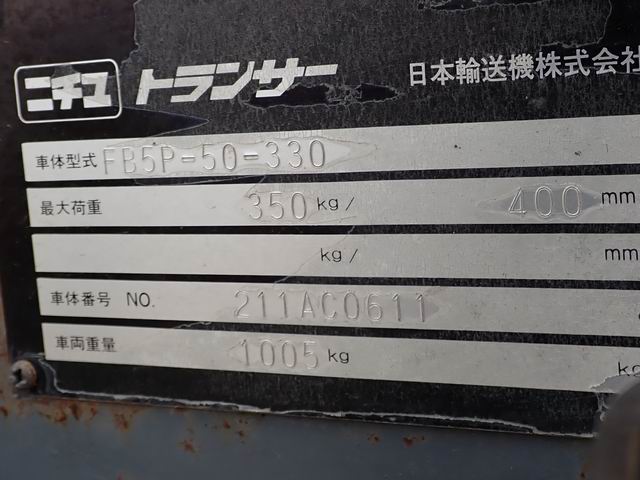 ニチユ トランサー 日本輸送機株式会社
車体型式 FB5P-50-330
最大荷重 350 kg/ 400 mm
kg/ mm
車体番号 NO. 211AC0611
車両重量 1005 kg kg